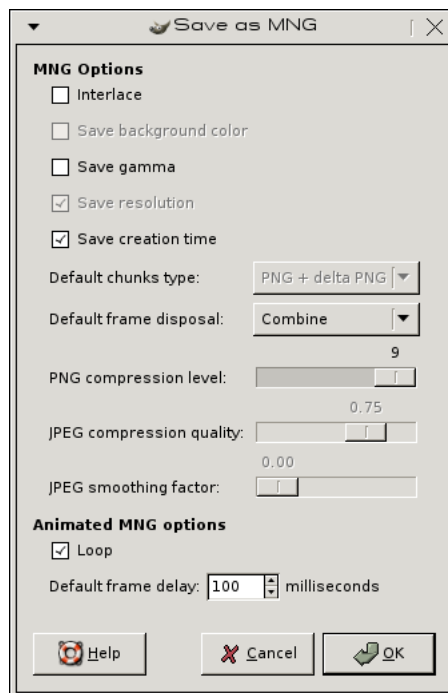 Save as MNG
MNG Options
Interlace
Save background color
Save gamma
Save resolution
Save creation time
Default chunks type: PNG + delta PNG
Default frame disposal: Combine
9
PNG compression level:
0.75
JPEG compression quality:
0.00
JPEG smoothing factor:
Animated MNG options
Loop
Default frame delay: 100 milliseconds
Help Cancel OK